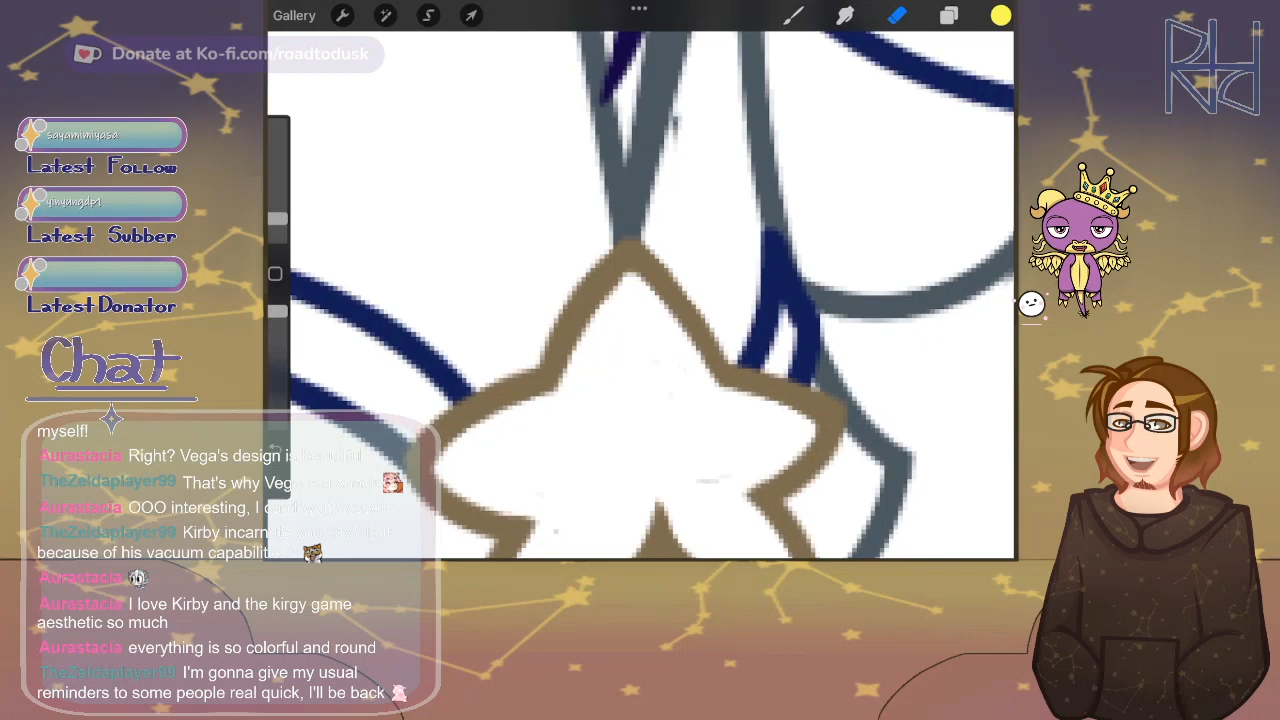 Gallery
Donate at Ko-fi.com/roadtodusk
sayamimiyasa
Latest Follow
yinyungdp1
Latest Subber
Latest Donator
Chat
myself!
Aurastacia Right? Vega's design is beautiful
TheZeldaplayer99 That's why Vega
Aurastacia OOO interesting, I
TheZeldaplayer99 Kirby
because of his vacuum
Aurastacia
Aurastacia I love Kirby and the kirgy game
aesthetic so much
Aurastacia everything is so colorful and round
TheZeldaplayer99 I'm gonna give my usual
reminders to some people real quick, I'll be back